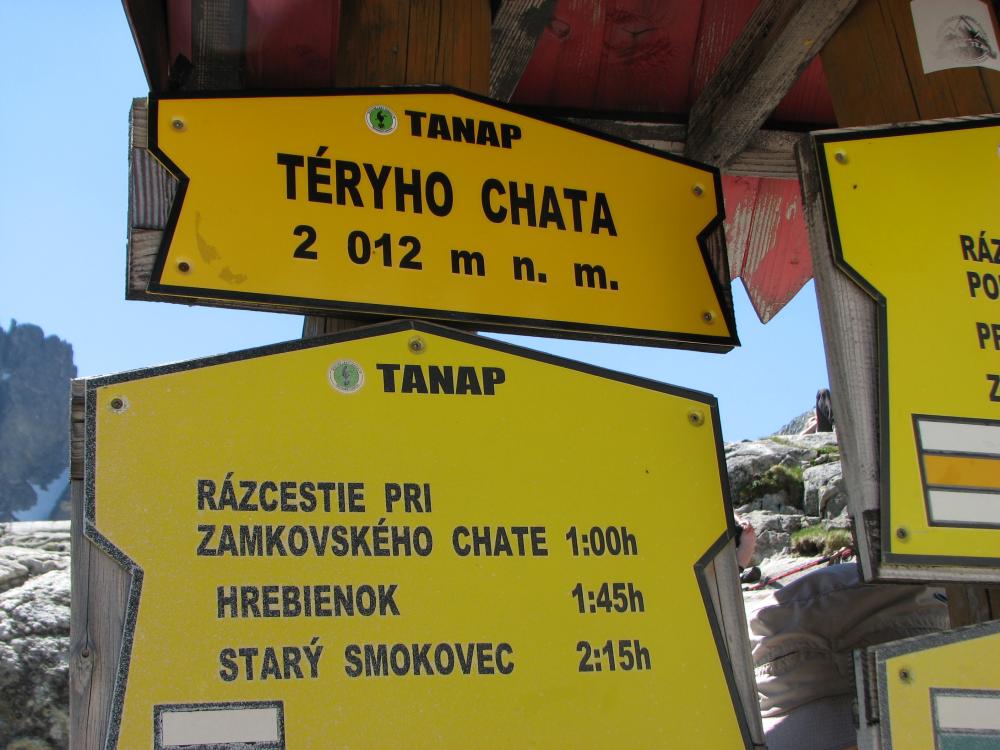 TANAP
TÉRYHO CHATA
2 012 m n. m.
TANAP
RÁZCESTIE PRI
ZAMKOVSKÉHO CHATE 1:00h
HREBIENOK 1:45h
STARÝ SMOKOVEC 2:15h